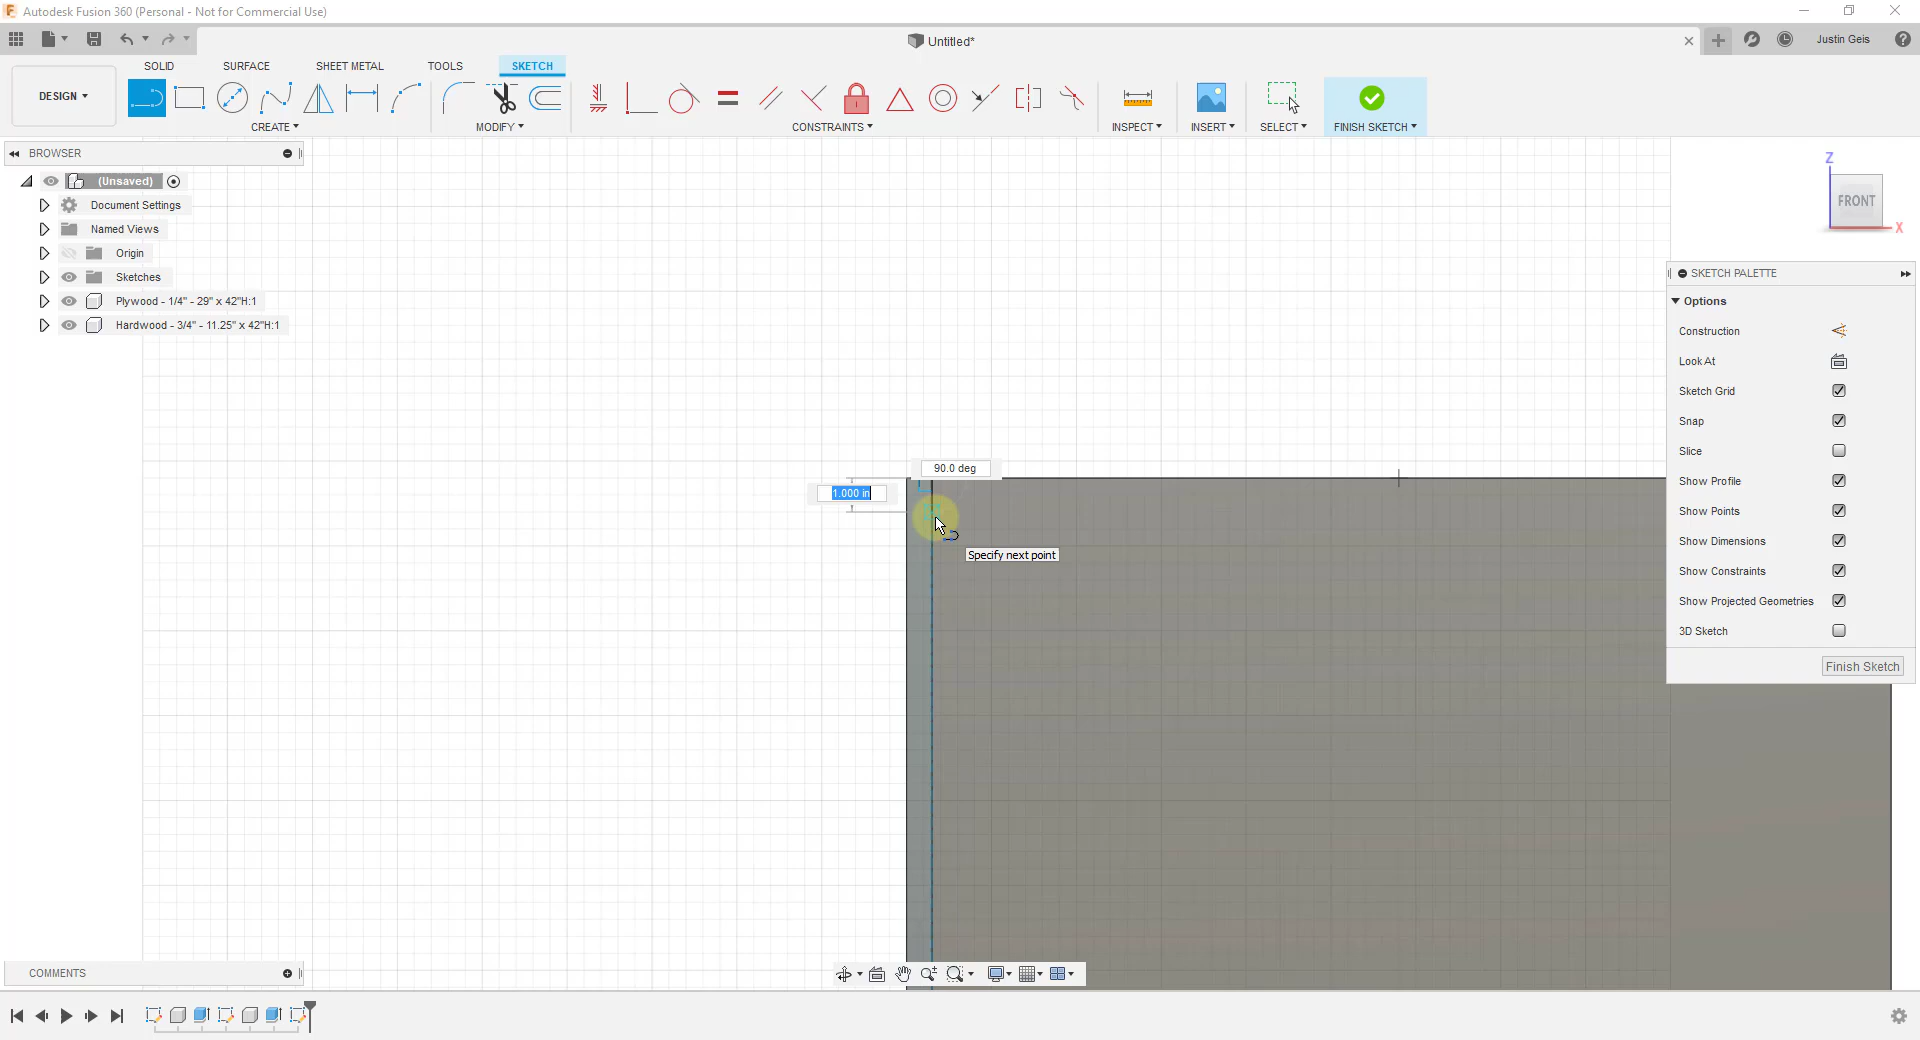 Autodesk Fusion 360 (Personal - Not for Commercial Use)
Untitled*
Justin Geis
DESIGN
SOLID
SURFACE
SHEET METAL
TOOLS
SKETCH
CREATE
MODIFY
CONSTRAINTS
INSPECT
INSERT
SELECT
FINISH SKETCH
BROWSER
(Unsaved)
Document Settings
Named Views
Origin
Sketches
Plywood - 1/4" - 29" x 42"H:1
Hardwood - 3/4" - 11.25" x 42"H:1
Z
FRONT
X
SKETCH PALETTE
Options
Construction
Look At
Sketch Grid
Snap
Slice
Show Profile
Show Points
Show Dimensions
Show Constraints
Show Projected Geometries
3D Sketch
Finish Sketch
90.0 deg
1.000 in
Specify next point
COMMENTS